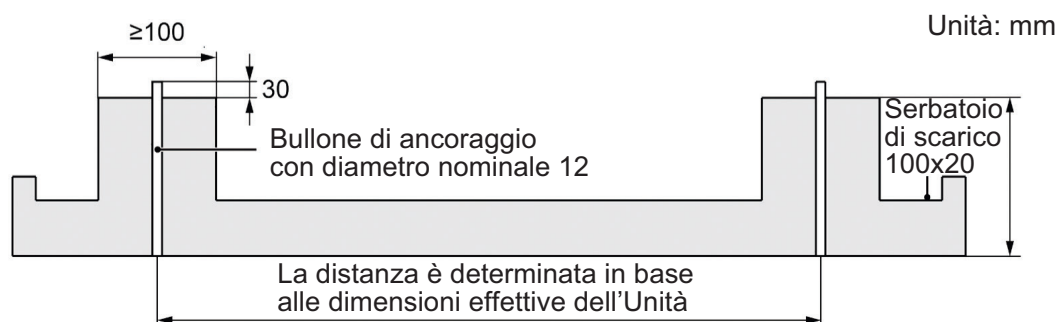 Unità: mm
≥100
30
Bullone di ancoraggio
con diametro nominale 12
Serbatoio
di scarico
100x20
La distanza è determinata in base
alle dimensioni effettive dell’Unità